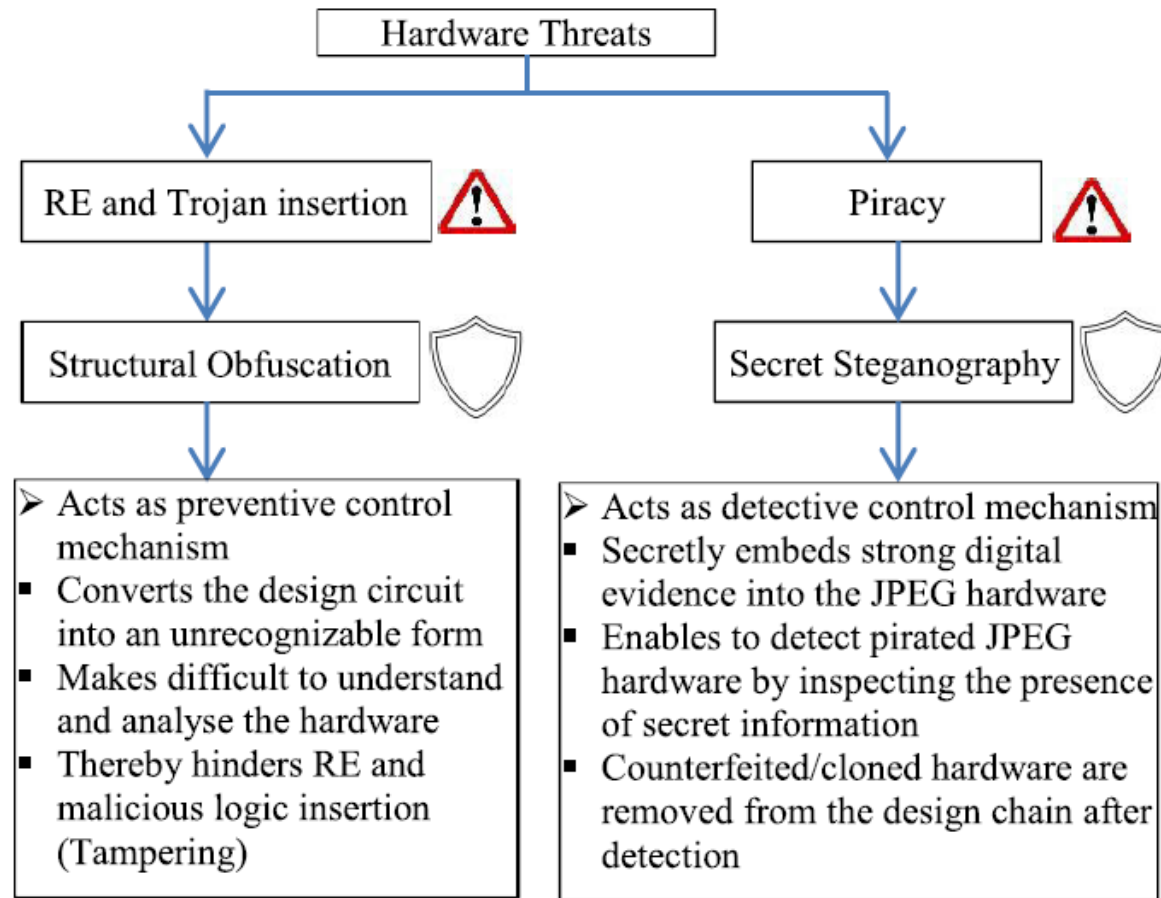 Hardware Threats
RE and Trojan insertion
Piracy
Structural Obfuscation
Secret Steganography
➢ Acts as preventive control
mechanism
▪ Converts the design circuit
into an unrecognizable form
▪ Makes difficult to understand
and analyse the hardware
▪ Thereby hinders RE and
malicious logic insertion
(Tampering)
➢ Acts as detective control mechanism
▪ Secretly embeds strong digital
evidence into the JPEG hardware
▪ Enables to detect pirated JPEG
hardware by inspecting the presence
of secret information
▪ Counterfeited/cloned hardware are
removed from the design chain after
detection